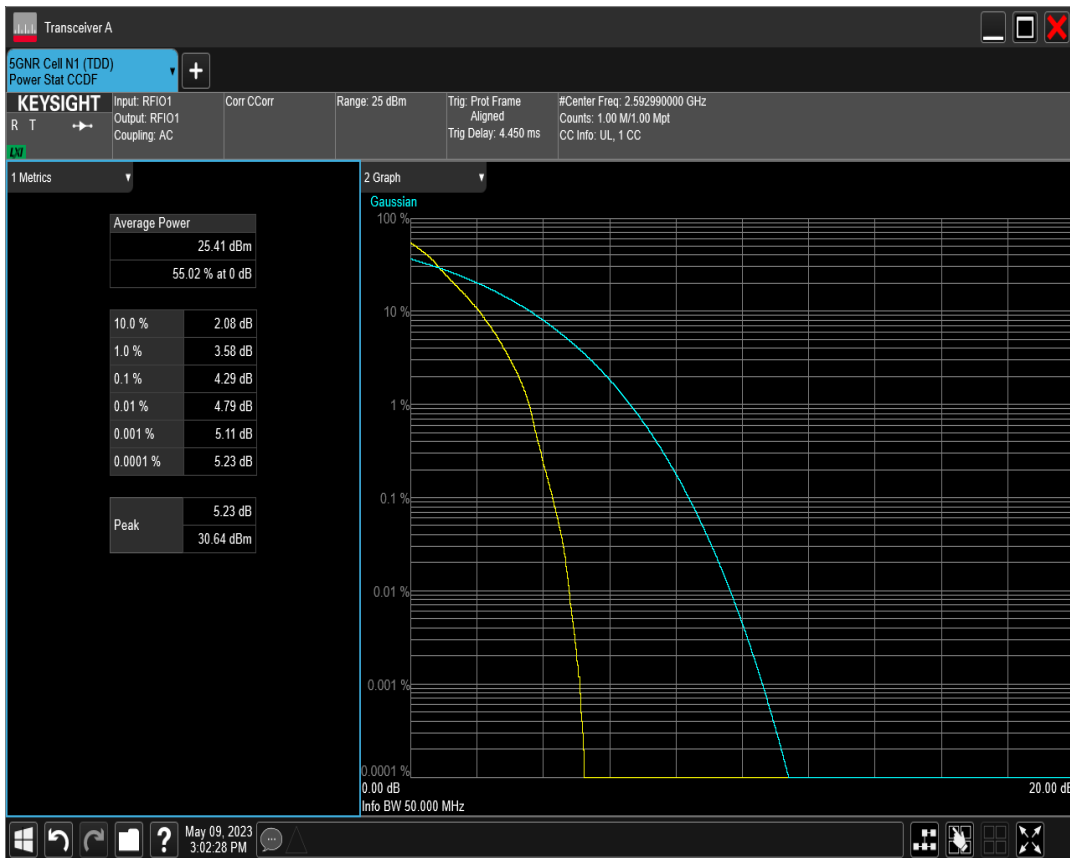 Transceiver A
5GNR Cell N1 (TDD)
Power Stat CCDF
+
KEYSIGHT
R T
LXI
Input: RFIO1
Output: RFIO1
Coupling: AC
Corr CCorr
Range: 25 dBm
Trig: Prot Frame
Aligned
Trig Delay: 4.450 ms
#Center Freq: 2.592990000 GHz
Counts: 1.00 M/1.00 Mpt
CC Info: UL, 1 CC
1 Metrics
Average Power
25.41 dBm
55.02 % at 0 dB
10.0 % 2.08 dB
1.0 % 3.58 dB
0.1 % 4.29 dB
0.01 % 4.79 dB
0.001 % 5.11 dB
0.0001 % 5.23 dB
Peak 5.23 dB
30.64 dBm
2 Graph
Gaussian
100 %
10 %
1 %
0.1 %
0.01 %
0.001 %
0.0001 %
0.00 dB 20.00 dB
Info BW 50.000 MHz
?
May 09, 2023
3:02:28 PM